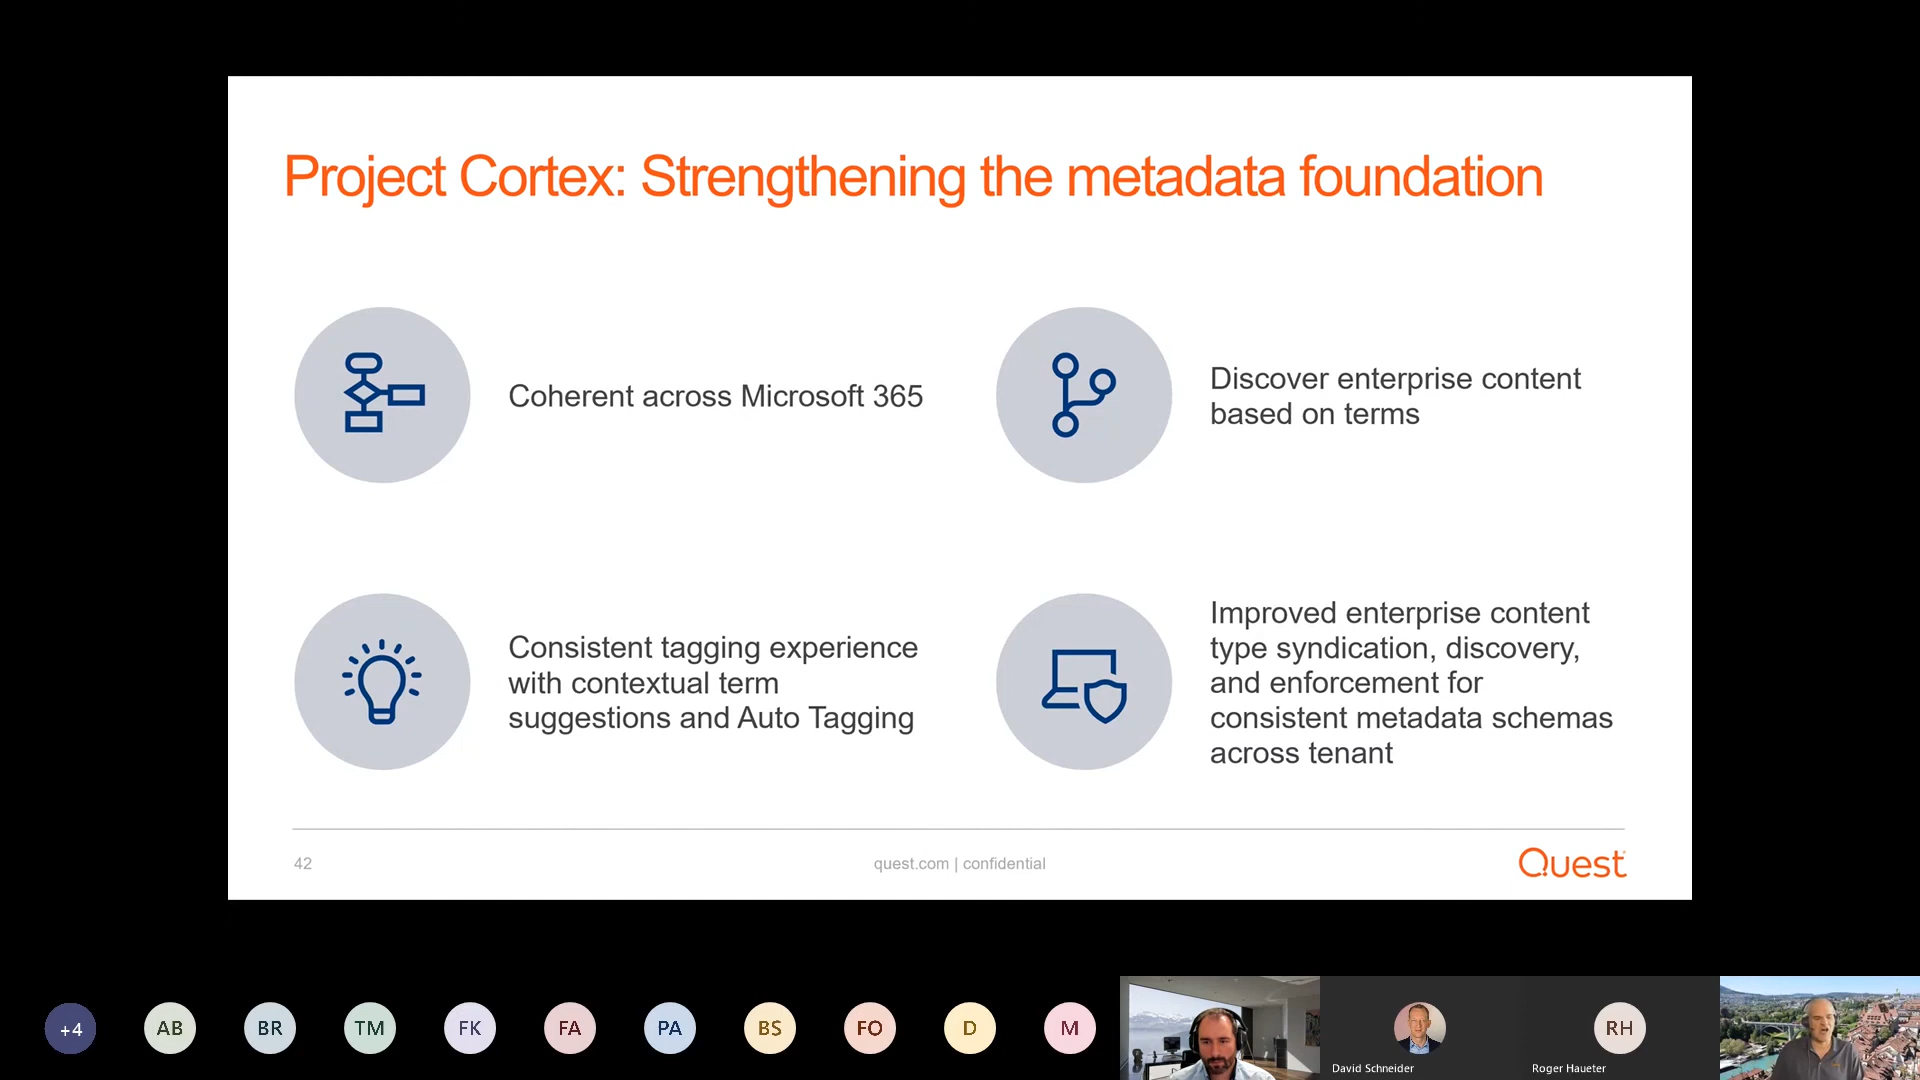 Project Cortex: Strengthening the metadata foundation
Coherent across Microsoft 365
Discover enterprise content
based on terms
Consistent tagging experience
with contextual term
suggestions and Auto Tagging
Improved enterprise content
type syndication, discovery,
and enforcement for
consistent metadata schemas
across tenant
42
quest.com | confidential
Quest
+4
AB
BR
TM
FK
FA
PA
BS
FO
D
M
RH
David Schneider
Roger Haueter